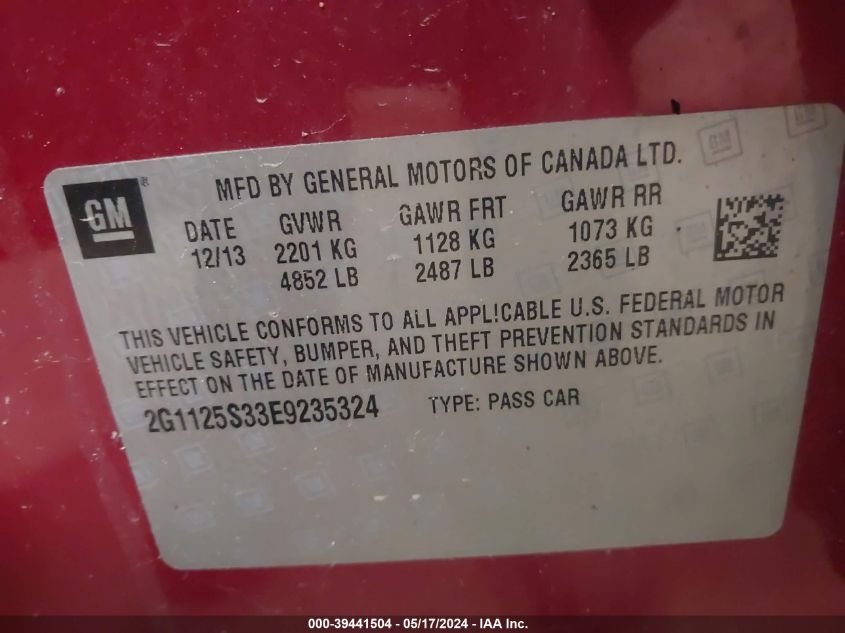 MFD BY GENERAL MOTORS OF CANADA LTD.
GM®
DATE GVWR GAWR FRT GAWR RR
12/13 2201 KG 1128 KG 1073 KG
4852 LB 2487 LB 2365 LB
THIS VEHICLE CONFORMS TO ALL APPL!CABLE U.S. FEDERAL MOTOR
VEHICLE SAFETY, BUMPER, AND THEFT PREVENTION STANDARDS IN
EFFECT ON THE DATE OF MANUFACTURE SHOWN ABOVE.
2G1125S33E9235324 TYPE: PASS CAR
000-39441504 - 05/17/2024 - IAA Inc.